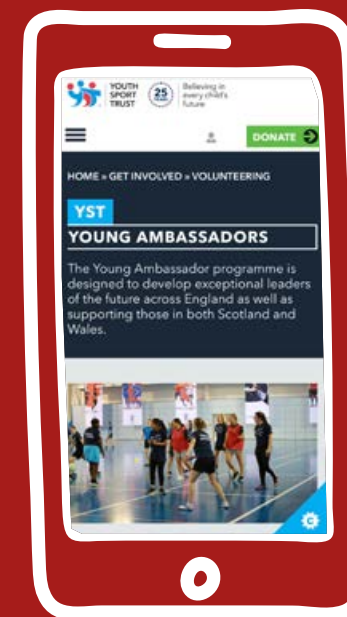 YOUTH
SPORT
TRUST
25
YEARS
Believing in
every child's
future
DONATE
HOME » GET INVOLVED » VOLUNTEERING
YST
YOUNG AMBASSADORS
The Young Ambassador programme is
designed to develop exceptional leaders
of the future across England as well as
supporting those in both Scotland and
Wales.